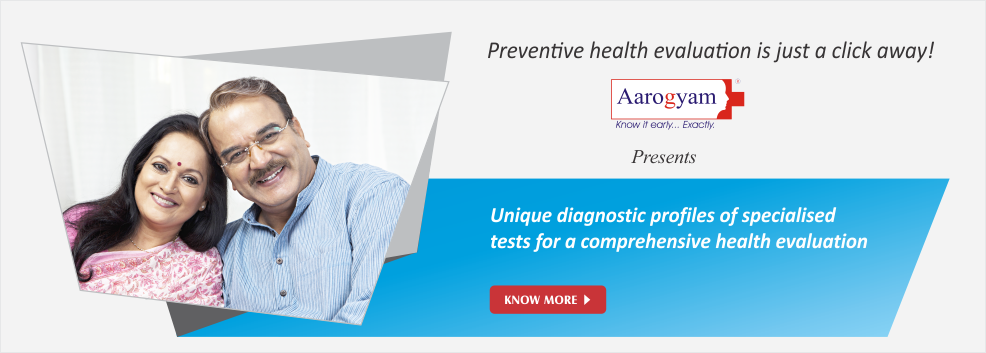 Preventive health evaluation is just a click away!
Aarogyam®
Know it early... Exactly.
Presents
Unique diagnostic profiles of specialised
tests for a comprehensive health evaluation
KNOW MORE